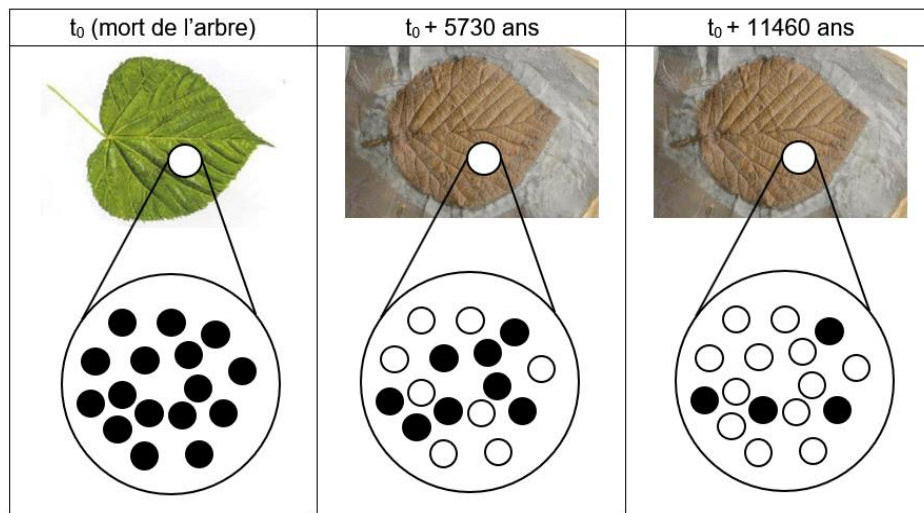 t₀ (mort de l’arbre)
t₀ + 5730 ans
t₀ + 11460 ans